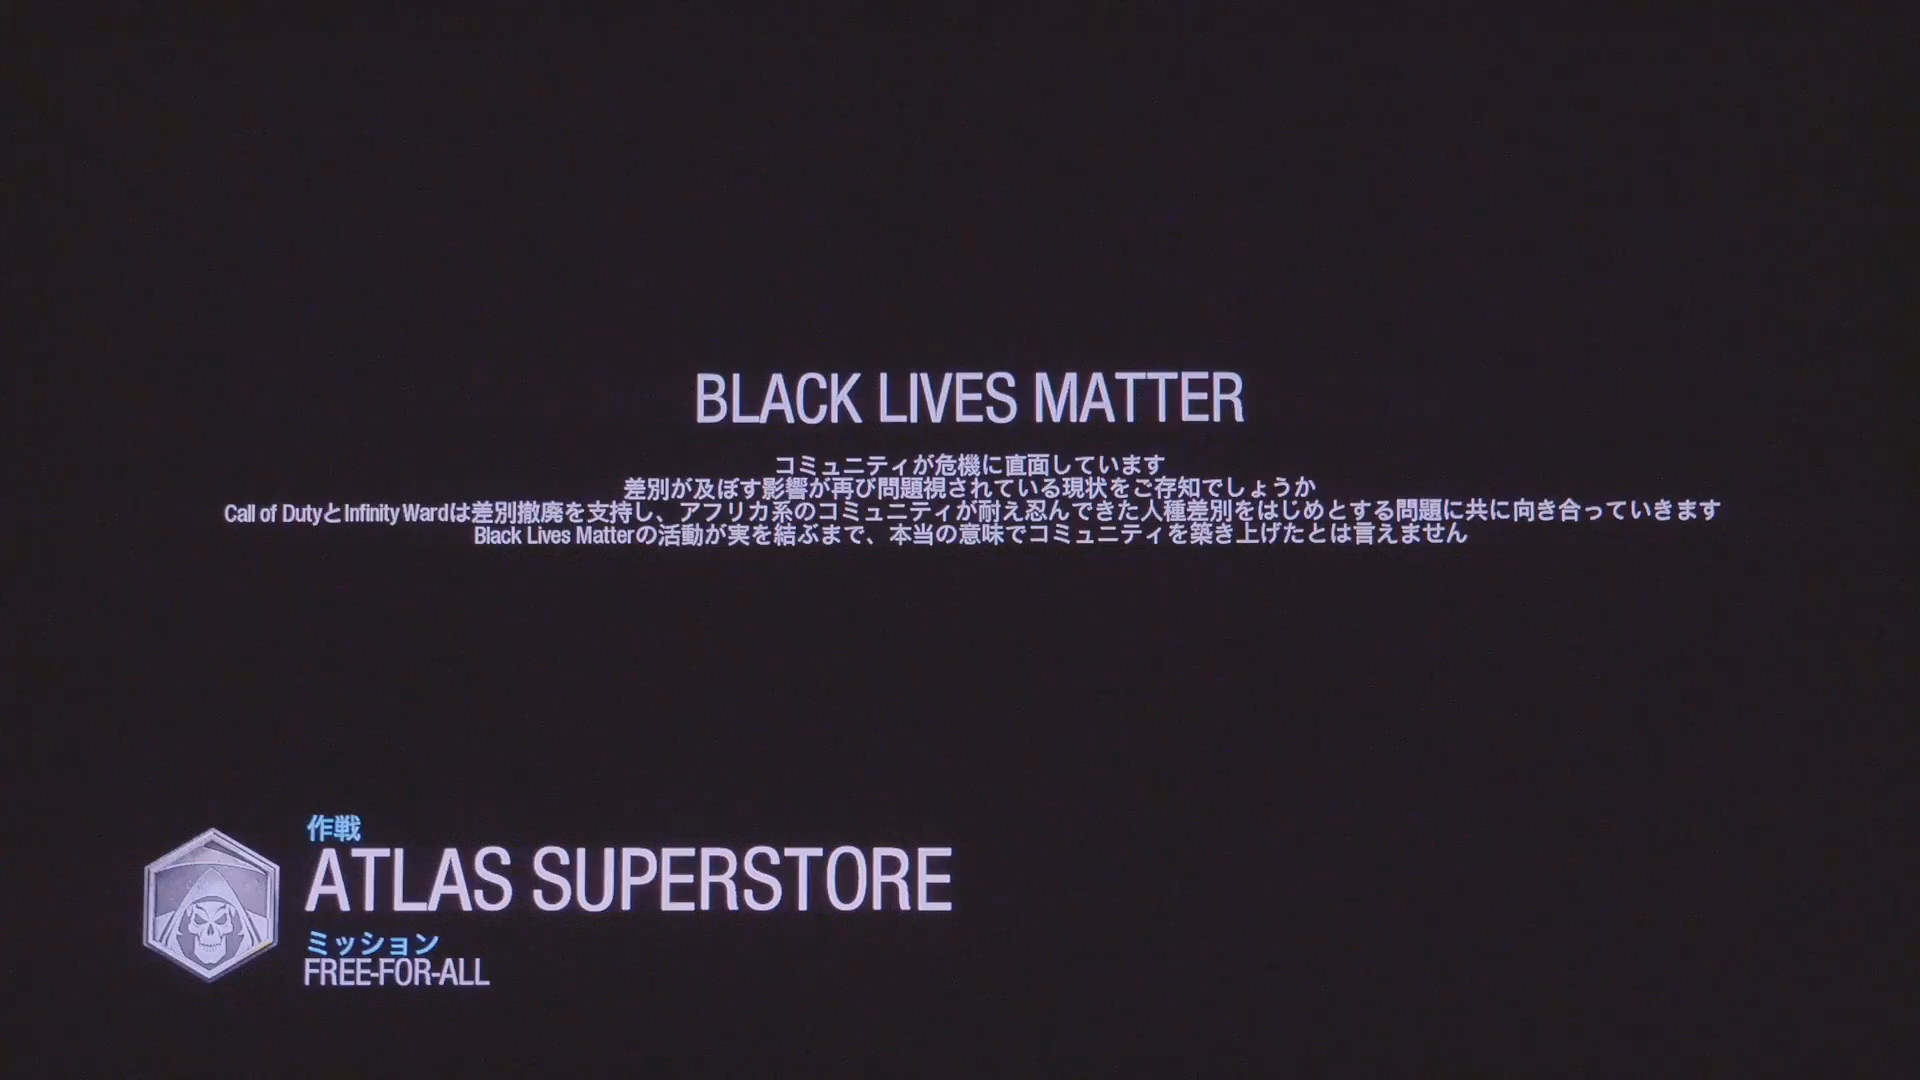 BLACK LIVES MATTER
コミュニティが危機に直面しています
差別が及ぼす影響が再び問題視されている現状をご存知でしょうか
Call of DutyとInfinity Wardは差別撤廃を支持し、アフリカ系のコミュニティが耐え忍んできた人種差別をはじめとする問題に共に向き合っていきます
Black Lives Matterの活動が実を結ぶまで、本当の意味でコミュニティを築き上げたとは言えません
作戦
ATLAS SUPERSTORE
ミッション
FREE-FOR-ALL